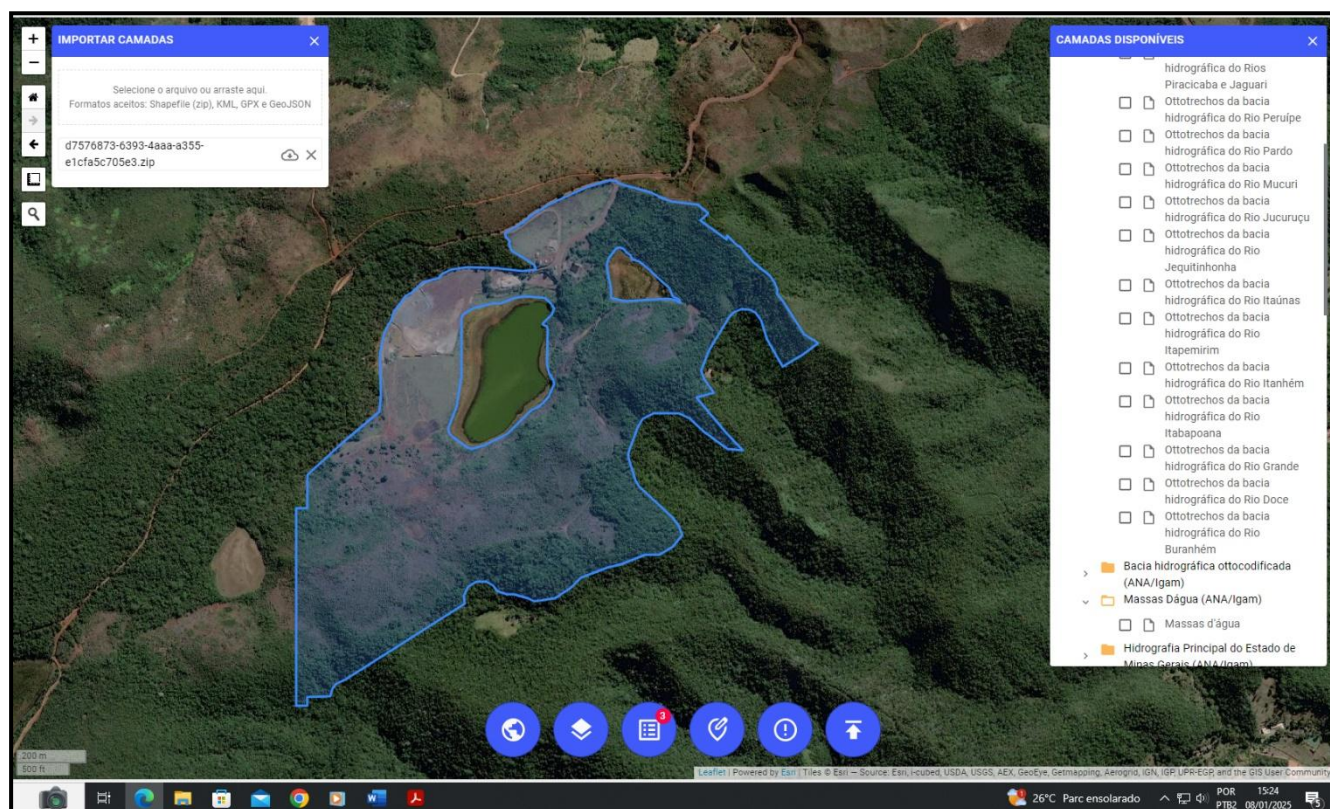 +
IMPORTAR CAMADAS
×
CAMADAS DISPONÍVEIS
×
Selecione o arquivo ou arraste aqui.
Formatos aceitos: Shapefile (zip), KML, GPX e GeoJSON
d7576873-6393-4aaa-a355-
e1cfa5c705e3.zip
hidrográfica do Rios
Piracicaba e Jaguari
Ottotrechos da bacia
hidrográfica do Rio Peruípe
Ottotrechos da bacia
hidrográfica do Rio Pardo
Ottotrechos da bacia
hidrográfica do Rio Mucuri
Ottotrechos da bacia
hidrográfica do Rio Jucuruçu
Ottotrechos da bacia
hidrográfica do Rio
Jequitinhonha
Ottotrechos da bacia
hidrográfica do Rio Itaúnas
Ottotrechos da bacia
hidrográfica do Rio
Itapemirim
Ottotrechos da bacia
hidrográfica do Rio Itanhém
Ottotrechos da bacia
hidrográfica do Rio
Itabapoana
Ottotrechos da bacia
hidrográfica do Rio Grande
Ottotrechos da bacia
hidrográfica do Rio Doce
Ottotrechos da bacia
hidrográfica do Rio
Buranhém
Bacia hidrográfica ottocodificada
(ANA/Igam)
Massas Dágua (ANA/Igam)
Massas d'água
Hidrografia Principal do Estado de
Minas Gerais (ANA/Igam)
3
200 m
500 ft
Leaflet | Powered by Esri | Tiles © Esri — Source: Esri, i-cubed, USDA, USGS, AEX, GeoEye, Getmapping, Aerogrid, IGN, IGP, UPR-EGP, and the GIS User Community
26°C Parc ensolarado
POR
PTB2
15:24
08/01/2025